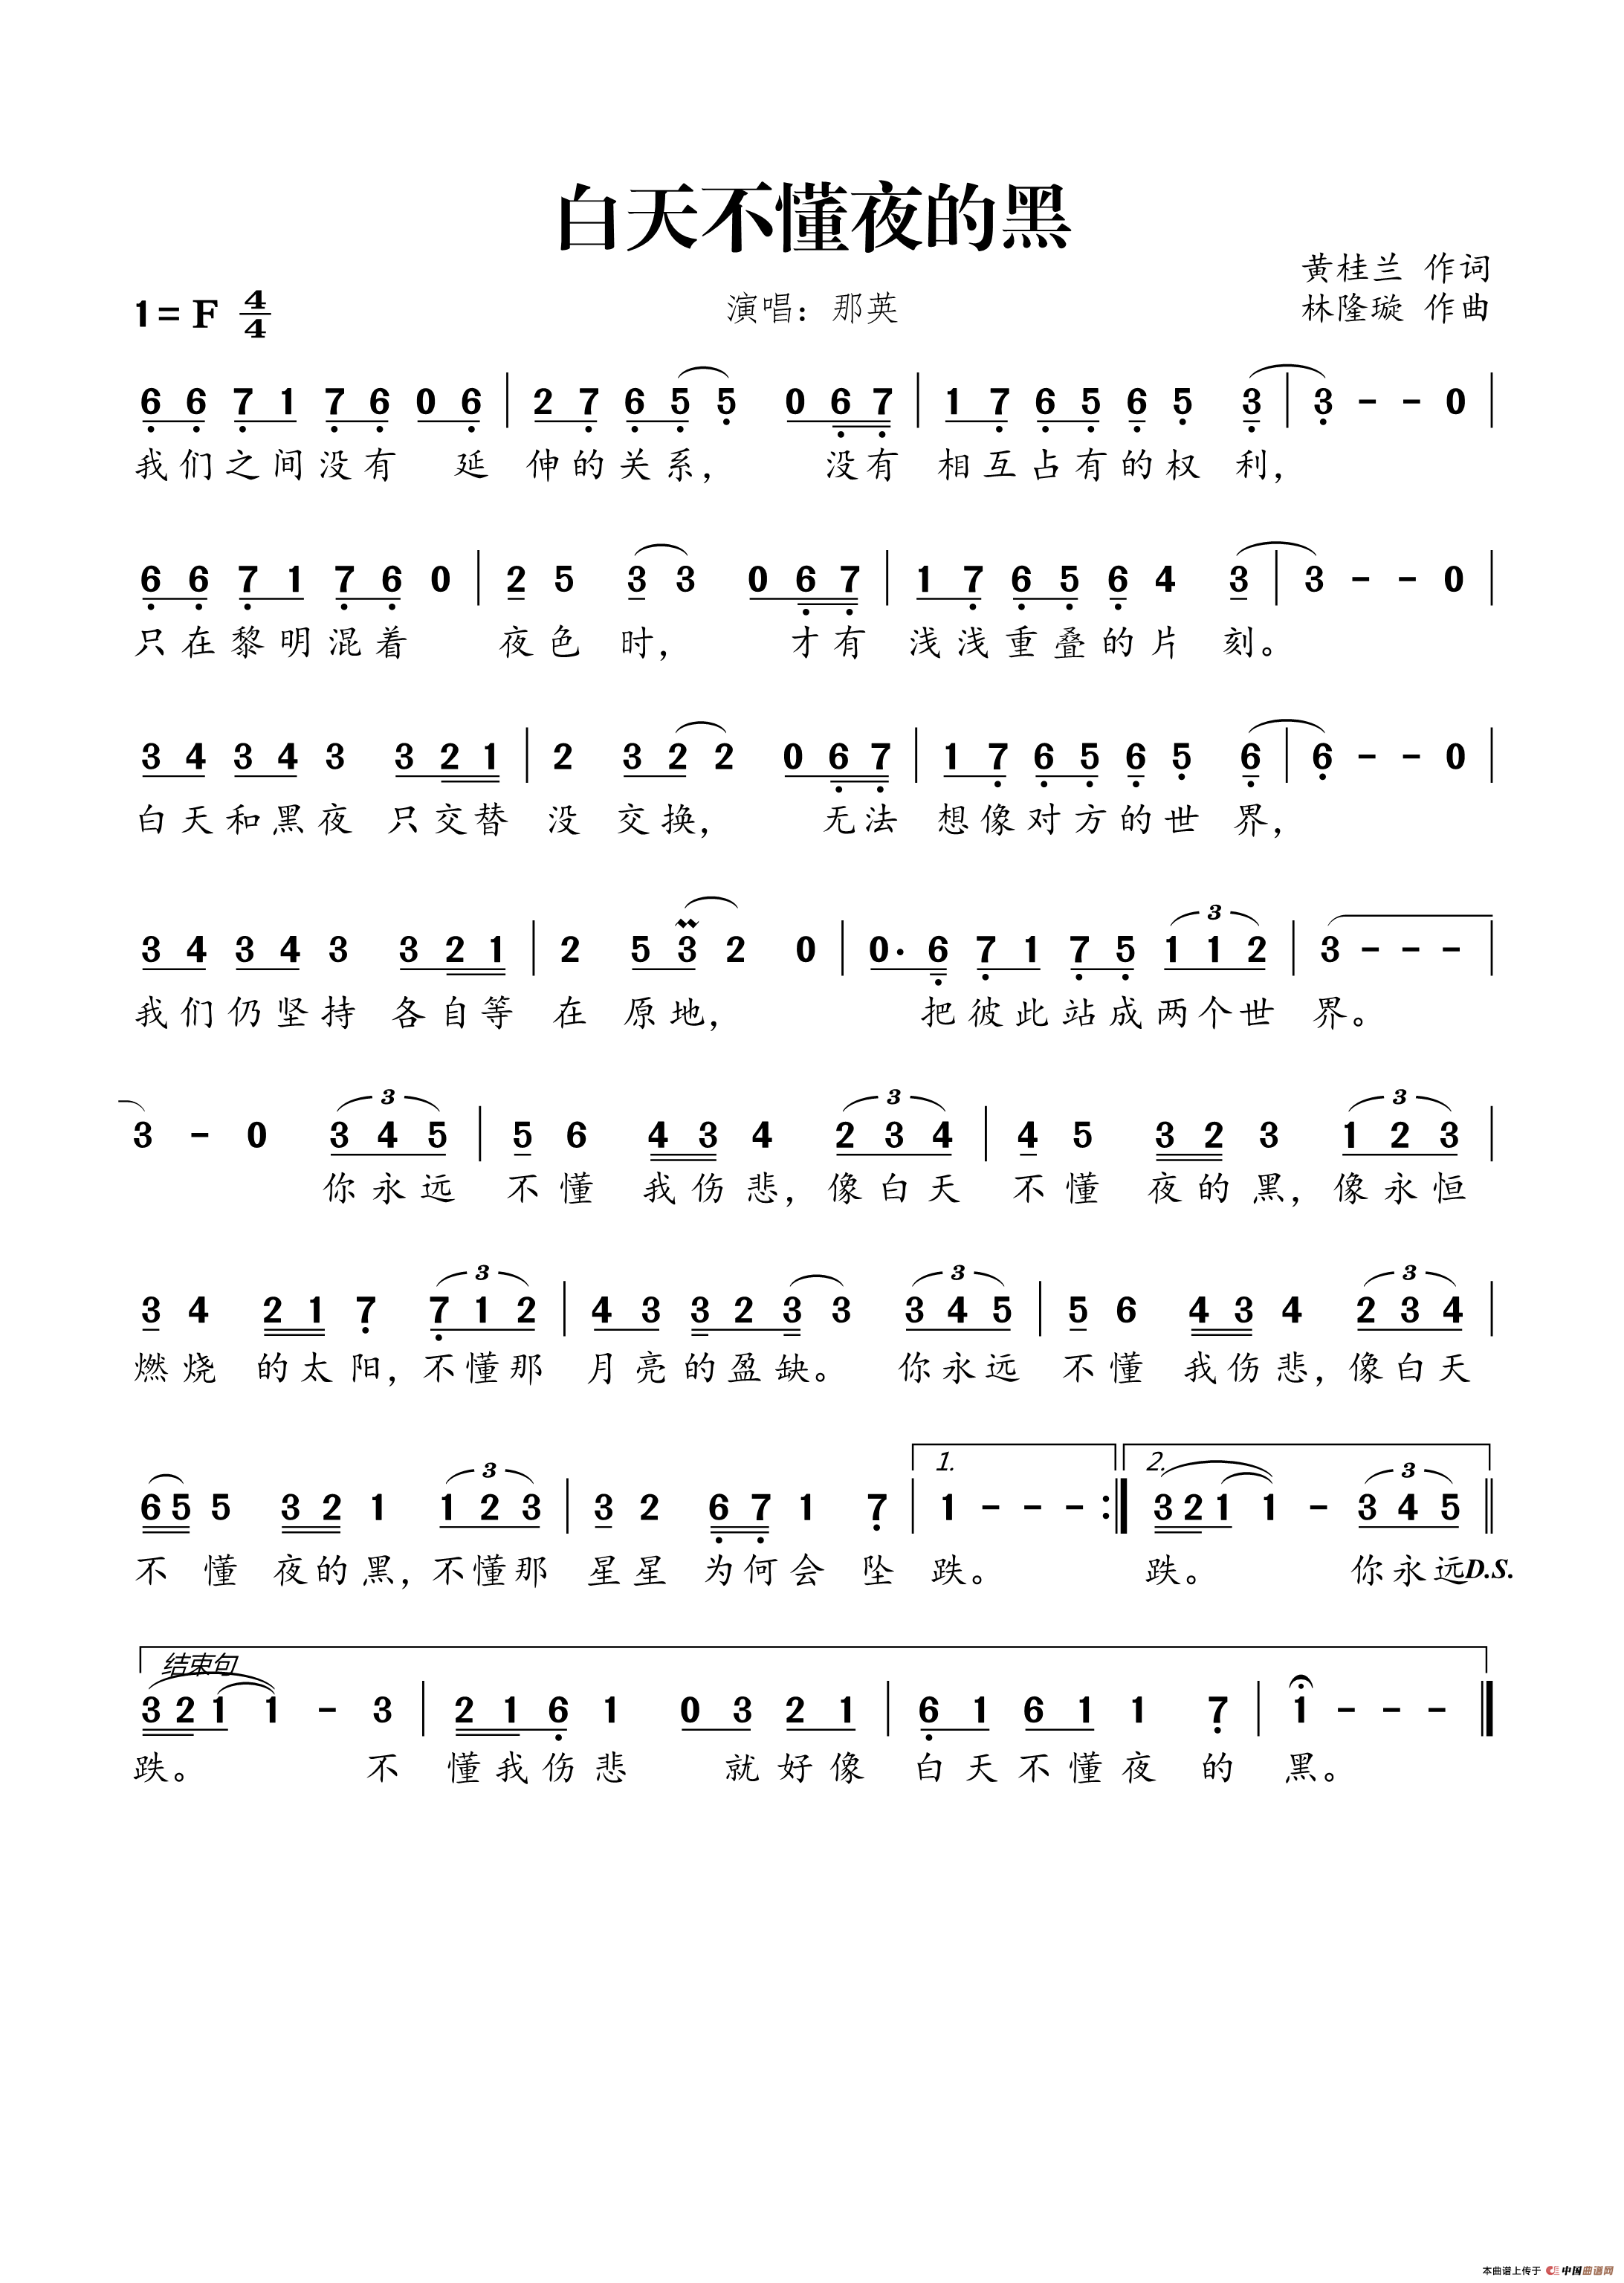 白天不懂夜的黑
黄桂兰 作词
1=F 4/4
演唱：那英
林隆璇 作曲
6 6 7 1 7 6 0 6 | 2 7 6 5 5 0 6 7 | 1 7 6 5 6 5 3 | 3 - - 0 |
我们之间没有 延 伸的关系， 没有 相互占有的权 利，
6 6 7 1 7 6 0 | 2 5 3 3 0 6 7 | 1 7 6 5 6 4 3 | 3 - - 0 |
只在黎明混着 夜色 时， 才有 浅浅重叠的片 刻。
3 4 3 4 3 3 2 1 | 2 3 2 2 0 6 7 | 1 7 6 5 6 5 6 | 6 - - 0 |
白天和黑夜 只交替 没 交换， 无法 想像对方的世 界，
3 4 3 4 3 3 2 1 | 2 5 3 2 0 | 0· 6 7 1 7 5 3 1 1 2 | 3 - - - |
我们仍坚持 各自等 在 原地， 把彼此站成两个世 界。
3 - 0 3 3 4 5 | 5 6 4 3 4 3 2 3 4 | 4 5 3 2 3 3 1 2 3 |
你永远 不懂 我伤悲，像白天 不懂 夜的黑，像永恒
3 4 2 1 7 3 7 1 2 | 4 3 3 2 3 3 3 3 4 5 | 5 6 4 3 4 3 2 3 4 |
燃烧 的太阳，不懂那 月亮的盈缺。 你永远 不懂 我伤悲，像白天
1. 2.
6 5 5 3 2 1 3 1 2 3 | 3 2 6 7 1 7 | 1 - - - :| 3 2 1 1 - 3 3 4 5 ||
不 懂 夜的黑，不懂那 星星 为何会 坠 跌。 跌。 你永远 D.S.
结束句
3 2 1 1 - 3 | 2 1 6 1 0 3 2 1 | 6 1 6 1 1 7 | 1 - - - ||
跌。 不 懂我伤悲 就好像 白天不懂夜 的 黑。
本曲谱上传于 中国曲谱网